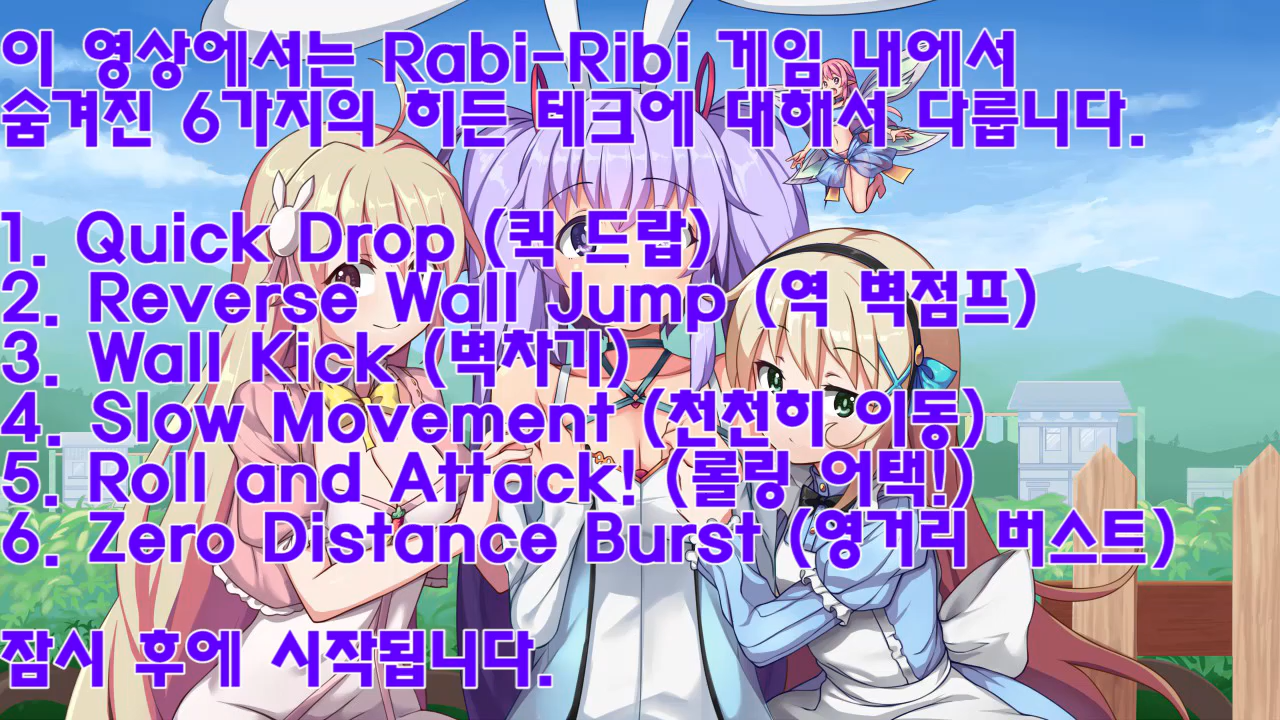 이 영상에서는 Rabi-Ribi 게임 내에서
숨겨진 6가지의 히든 테크에 대해서 다룹니다.
1. Quick Drop (퀵 드랍)
2. Reverse Wall Jump (역 벽점프)
3. Wall Kick (벽차기)
4. Slow Movement (천천히 이동)
5. Roll and Attack! (롤링 어택!)
6. Zero Distance Burst (영거리 버스트)
잠시 후에 시작됩니다.